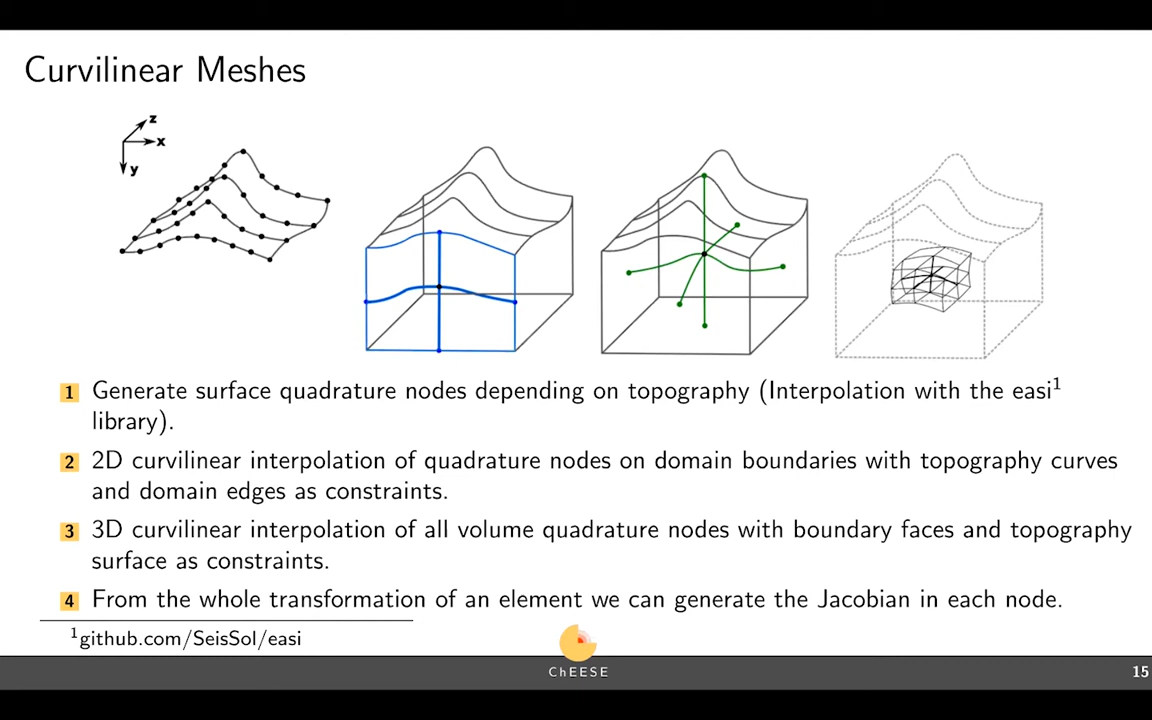 Curvilinear Meshes
z
x
y
1 Generate surface quadrature nodes depending on topography (Interpolation with the easi¹
library).
2 2D curvilinear interpolation of quadrature nodes on domain boundaries with topography curves
and domain edges as constraints.
3 3D curvilinear interpolation of all volume quadrature nodes with boundary faces and topography
surface as constraints.
4 From the whole transformation of an element we can generate the Jacobian in each node.
¹github.com/SeisSol/easi
ChEESE
15